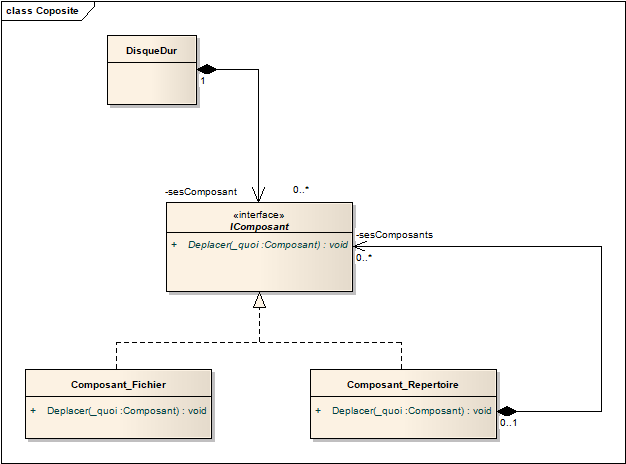 class Coposite
DisqueDur
1
-sesComposant
0..*
«interface»
IComposant
+ Deplacer(_quoi :Composant) : void
-sesComposants
0..*
Composant_Fichier
+ Deplacer(_quoi :Composant) : void
Composant_Repertoire
+ Deplacer(_quoi :Composant) : void
0..1